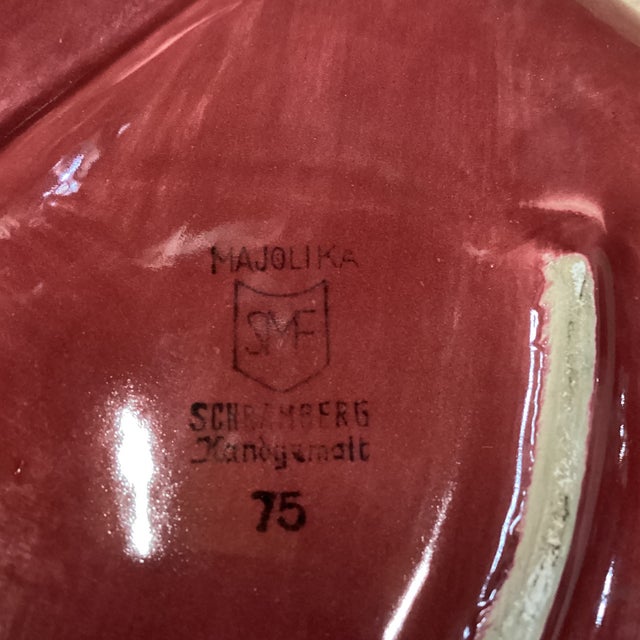 MAJOLIKA
SMF
SCHRAMBERG
Handgemalt
75